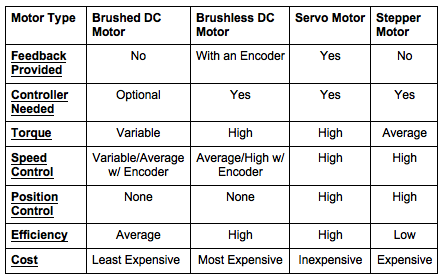 Motor Type Brushed DC Motor Brushless DC Motor Servo Motor Stepper Motor
Feedback Provided No With an Encoder Yes No
Controller Needed Optional Yes Yes Yes
Torque Variable High High Average
Speed Control Variable/Average w/ Encoder Average/High w/ Encoder High High
Position Control None None High High
Efficiency Average High High Low
Cost Least Expensive Most Expensive Inexpensive Expensive